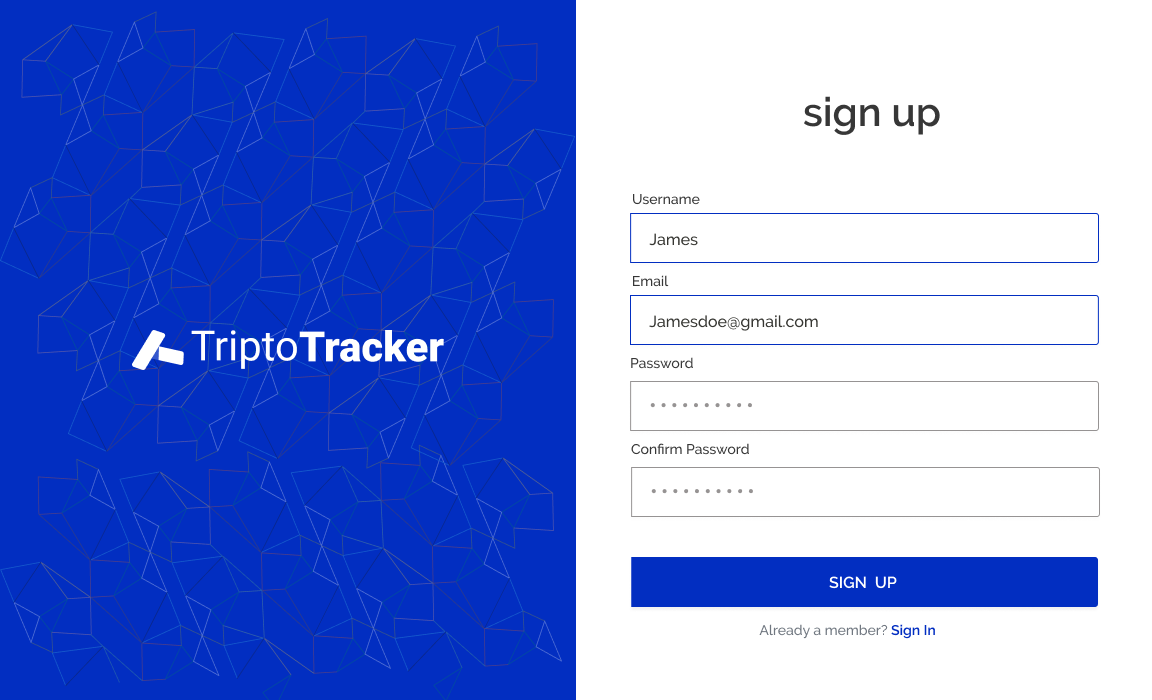 TriptoTracker
sign up
Username
James
Email
Jamesdoe@gmail.com
Password
••••••••••
Confirm Password
••••••••••
SIGN UP
Already a member? Sign In